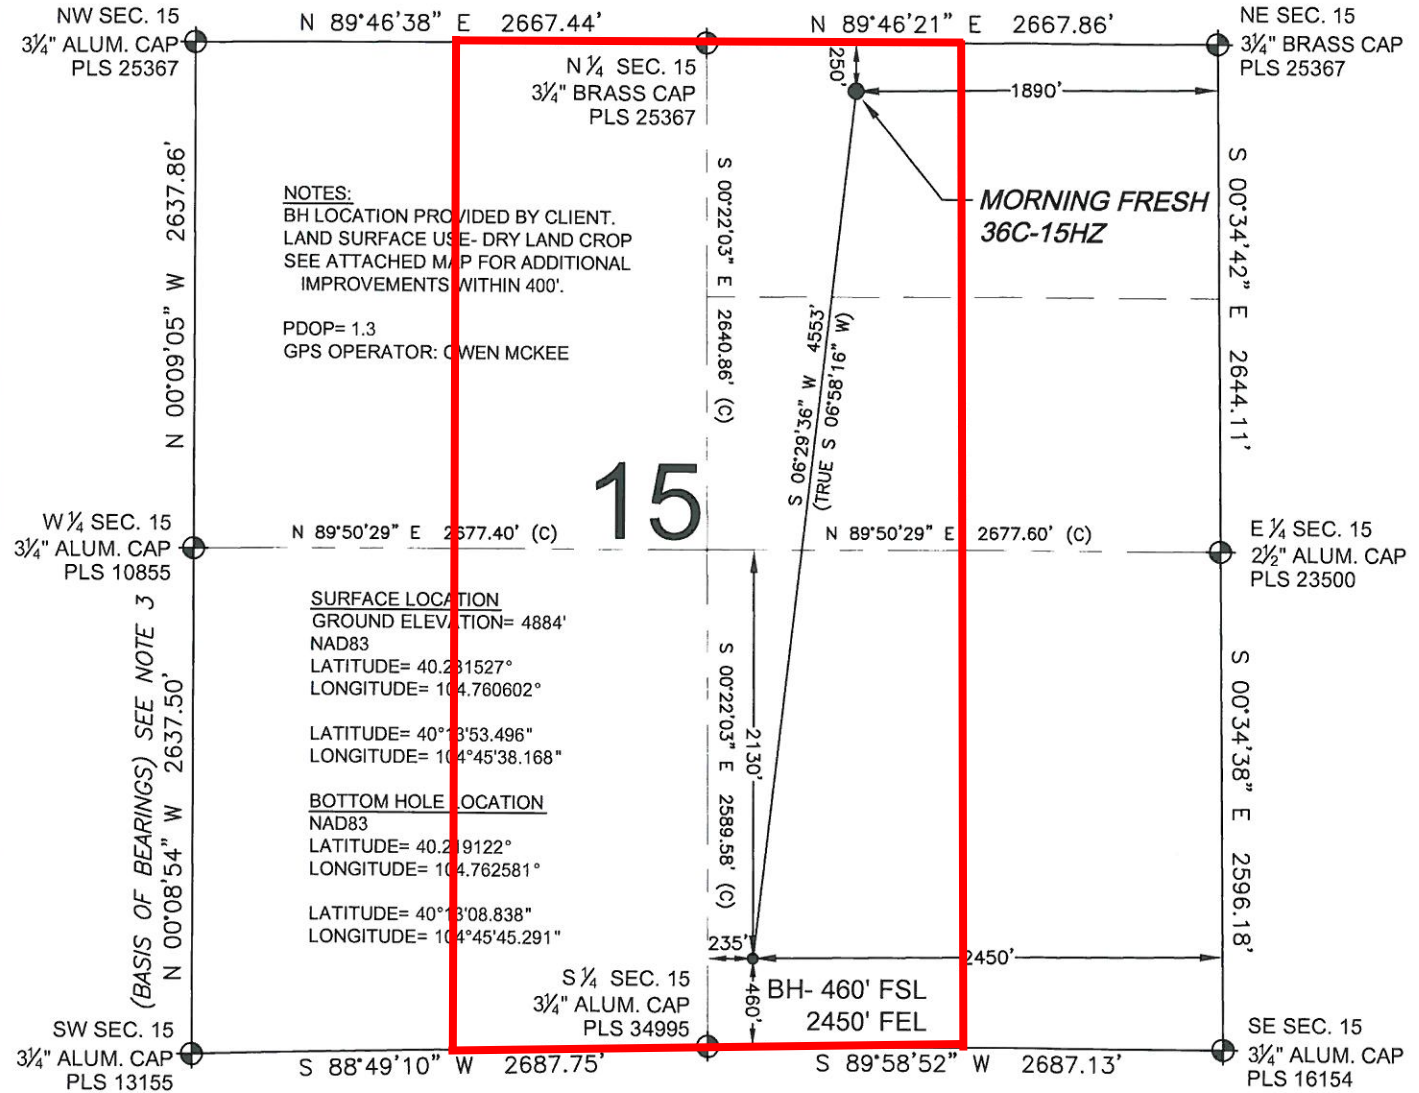 NW SEC. 15
3¼" ALUM. CAP
PLS 25367
N 89°46'38" E 2667.44'
N 89°46'21" E 2667.86'
NE SEC. 15
3¼" BRASS CAP
PLS 25367
N ¼ SEC. 15
3¼" BRASS CAP
PLS 25367
250'
1890'
MORNING FRESH
36C-15HZ
N 00°09'05" W 2637.86'
NOTES:
BH LOCATION PROVIDED BY CLIENT.
LAND SURFACE USE- DRY LAND CROP
SEE ATTACHED MAP FOR ADDITIONAL
IMPROVEMENTS WITHIN 400'.
PDOP= 1.3
GPS OPERATOR: OWEN MCKEE
S 00°22'03" E 2640.86' (C)
S 06°29'36" W 4553'
(TRUE S 06°58'16" W)
S 00°34'42" E 2644.11'
15
W ¼ SEC. 15
3¼" ALUM. CAP
PLS 10855
N 89°50'29" E 2677.40' (C)
N 89°50'29" E 2677.60' (C)
E ¼ SEC. 15
2½" ALUM. CAP
PLS 23500
(BASIS OF BEARINGS) SEE NOTE 3
N 00°08'54" W 2637.50'
SURFACE LOCATION
GROUND ELEVATION= 4884'
NAD83
LATITUDE= 40.231527°
LONGITUDE= 104.760602°
LATITUDE= 40°13'53.496"
LONGITUDE= 104°45'38.168"
BOTTOM HOLE LOCATION
NAD83
LATITUDE= 40.219122°
LONGITUDE= 104.762581°
LATITUDE= 40°13'08.838"
LONGITUDE= 104°45'45.291"
S 00°22'03" E 2589.58' (C)
2130'
S 00°34'38" E 2596.18'
235'
2450'
460'
BH- 460' FSL
2450' FEL
S ¼ SEC. 15
3¼" ALUM. CAP
PLS 34995
SW SEC. 15
3¼" ALUM. CAP
PLS 13155
S 88°49'10" W 2687.75'
S 89°58'52" W 2687.13'
SE SEC. 15
3¼" ALUM. CAP
PLS 16154